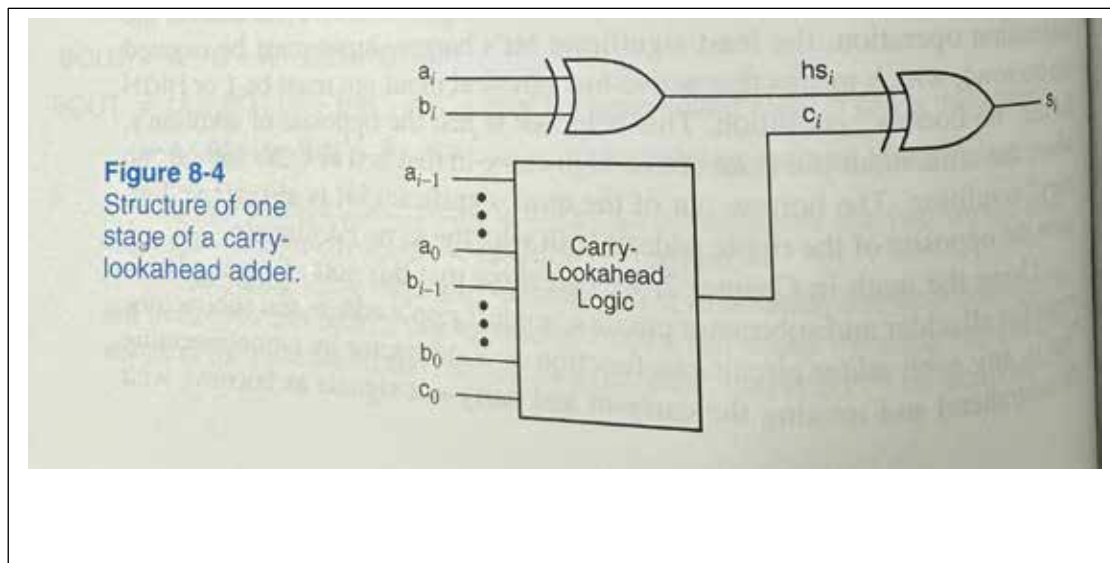 a_i
b_i
hs_i
c_i
s_i
Figure 8-4
Structure of one
stage of a carry-
lookahead adder.
a_{i–1}
a_0
b_{i–1}
b_0
c_0
Carry-
Lookahead
Logic